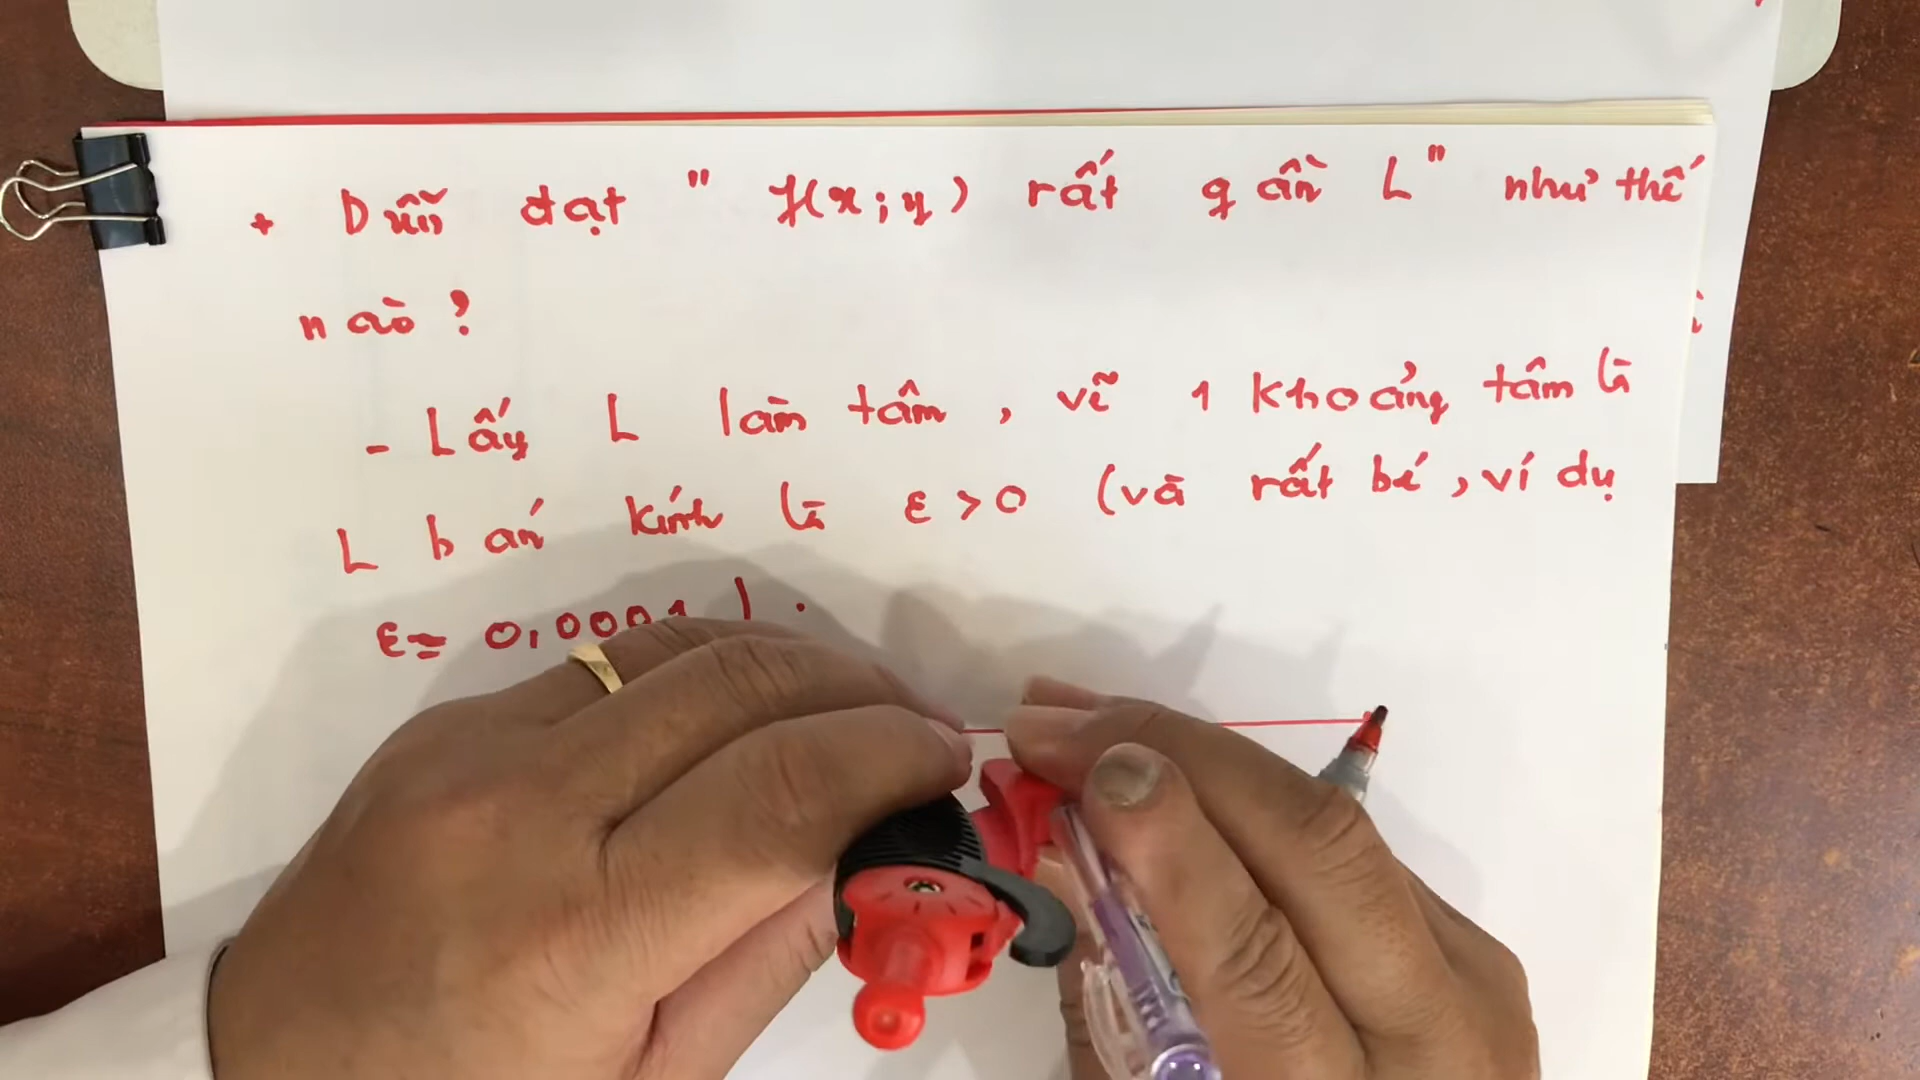 + Diễn đạt " f(x;y) rất gần L" như thế
nào?
- Lấy L làm tâm, vẽ 1 khoảng tâm là
L bán kính là ε > 0 (và rất bé, ví dụ
ε = 0,0001).